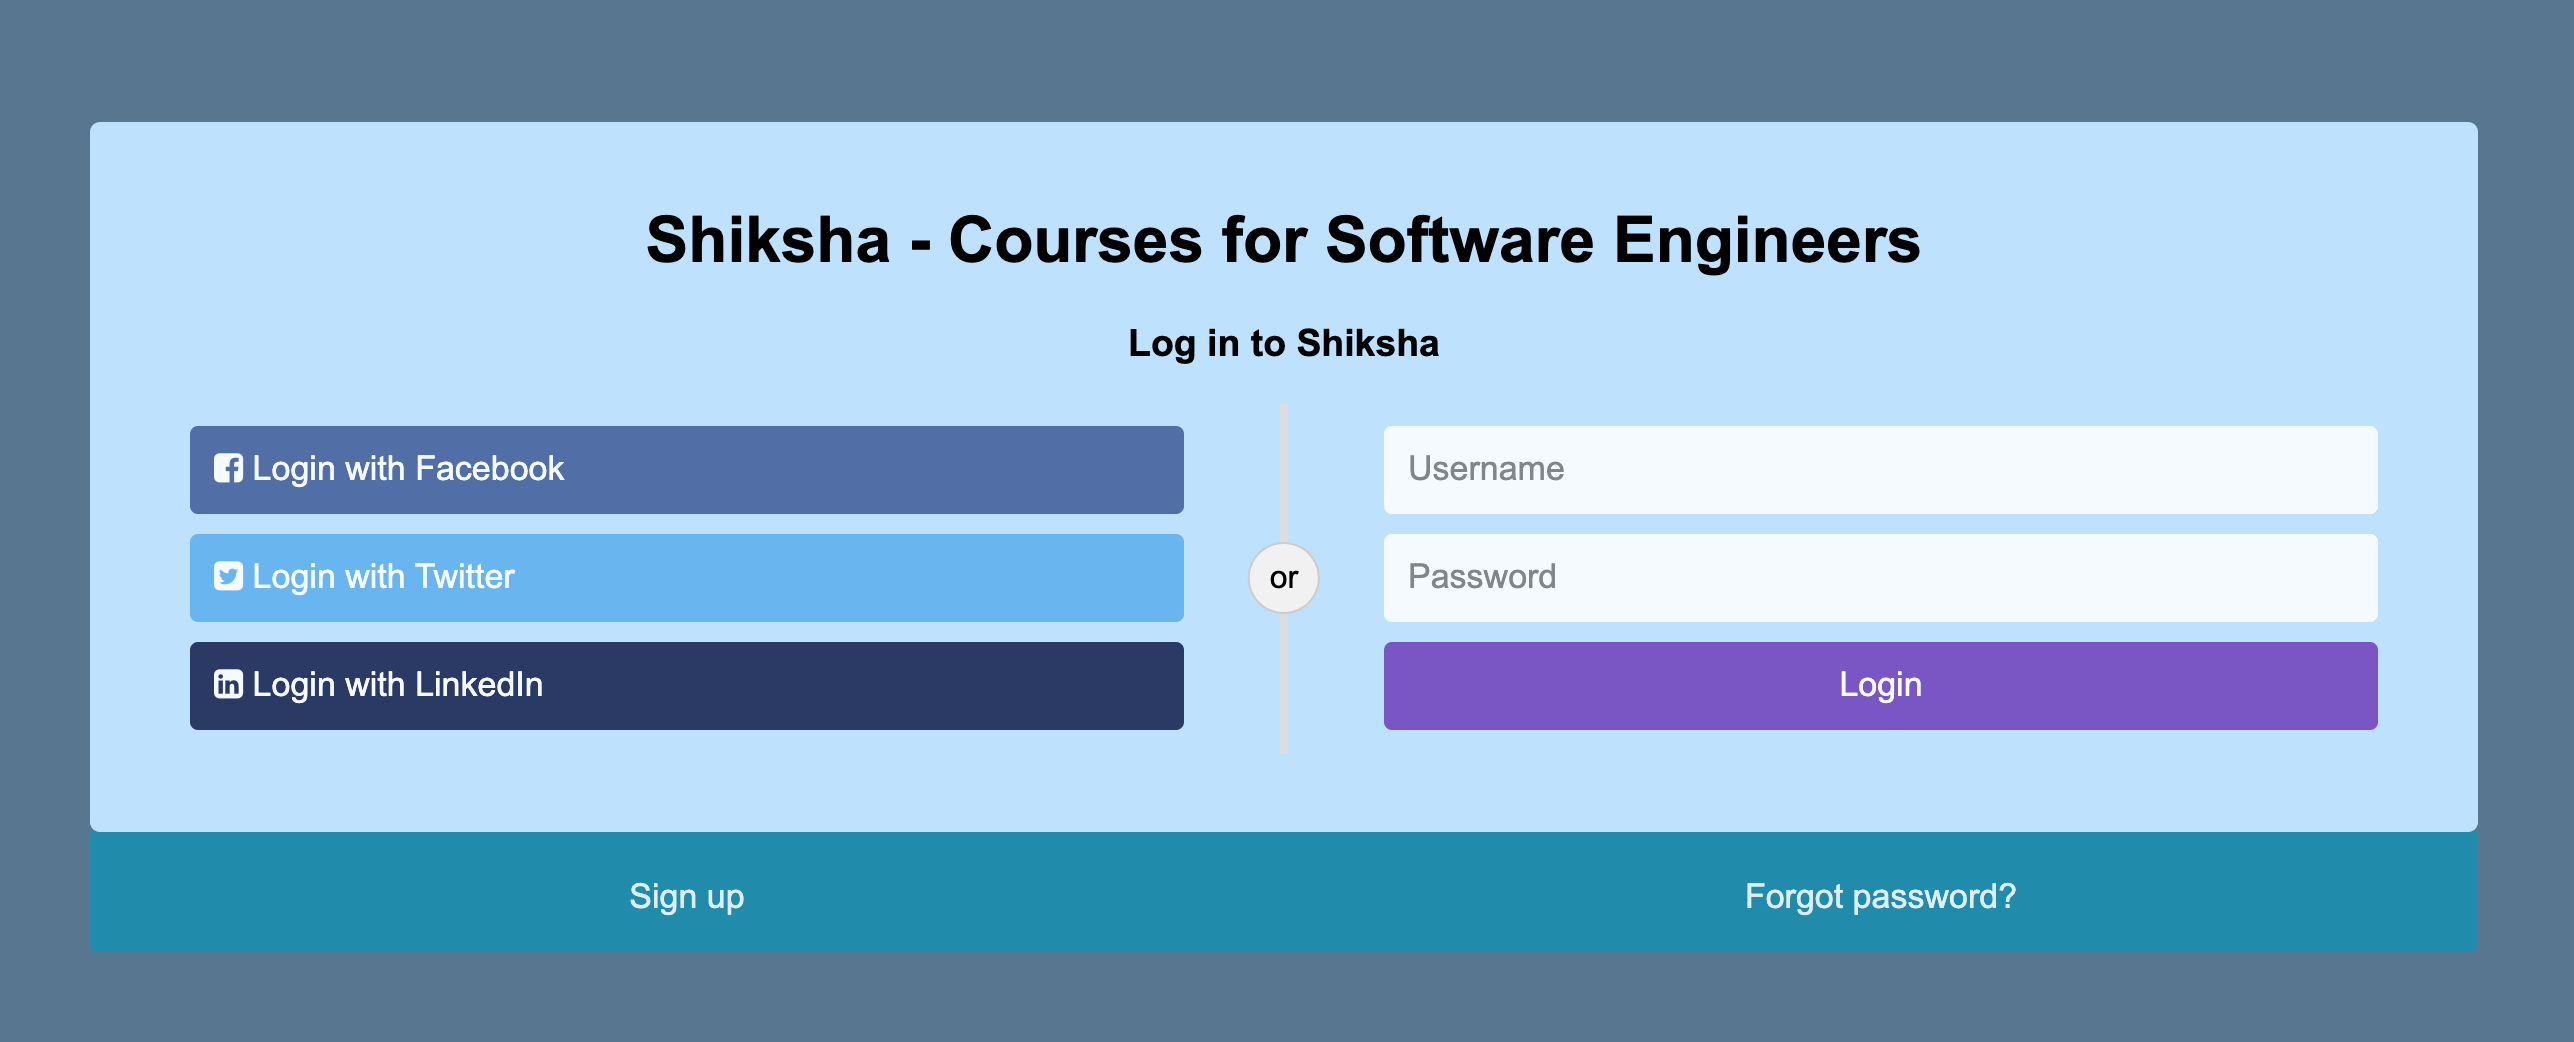 Shiksha - Courses for Software Engineers
Log in to Shiksha
Login with Facebook
Login with Twitter
Login with LinkedIn
or
Username
Password
Login
Sign up
Forgot password?